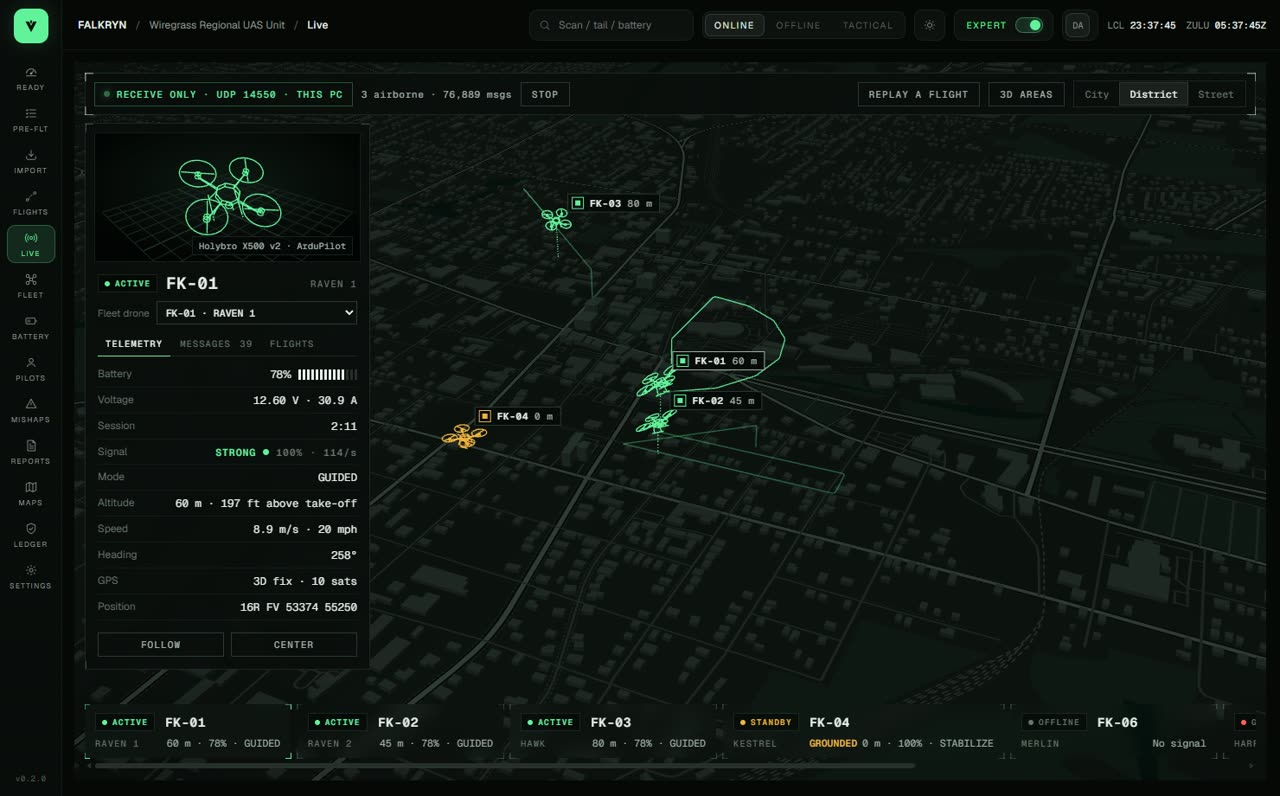 FALKRYN / Wiregrass Regional UAS Unit / Live
Scan / tail / battery
ONLINE OFFLINE TACTICAL
EXPERT
DA
LCL 23:37:45 ZULU 05:37:45Z
READY
PRE-FLT
IMPORT
FLIGHTS
LIVE
FLEET
BATTERY
PILOTS
MISHAPS
REPORTS
MAPS
LEDGER
SETTINGS
v0.2.0
RECEIVE ONLY · UDP 14550 · THIS PC
3 airborne · 76,889 msgs
STOP
REPLAY A FLIGHT
3D AREAS
City District Street
Holybro X500 v2 · ArduPilot
ACTIVE FK-01 RAVEN 1
Fleet drone FK-01 · RAVEN 1
TELEMETRY MESSAGES 39 FLIGHTS
Battery 78%
Voltage 12.60 V · 30.9 A
Session 2:11
Signal STRONG 100% · 114/s
Mode GUIDED
Altitude 60 m · 197 ft above take-off
Speed 8.9 m/s · 20 mph
Heading 258°
GPS 3D fix · 10 sats
Position 16R FV 53374 55250
FOLLOW CENTER
FK-03 80 m
FK-01 60 m
FK-02 45 m
FK-04 0 m
ACTIVE FK-01
RAVEN 1 60 m · 78% · GUIDED
ACTIVE FK-02
RAVEN 2 45 m · 78% · GUIDED
ACTIVE FK-03
HAWK 80 m · 78% · GUIDED
STANDBY FK-04
KESTREL GROUNDED 0 m · 100% · STABILIZE
OFFLINE FK-06
MERLIN No signal